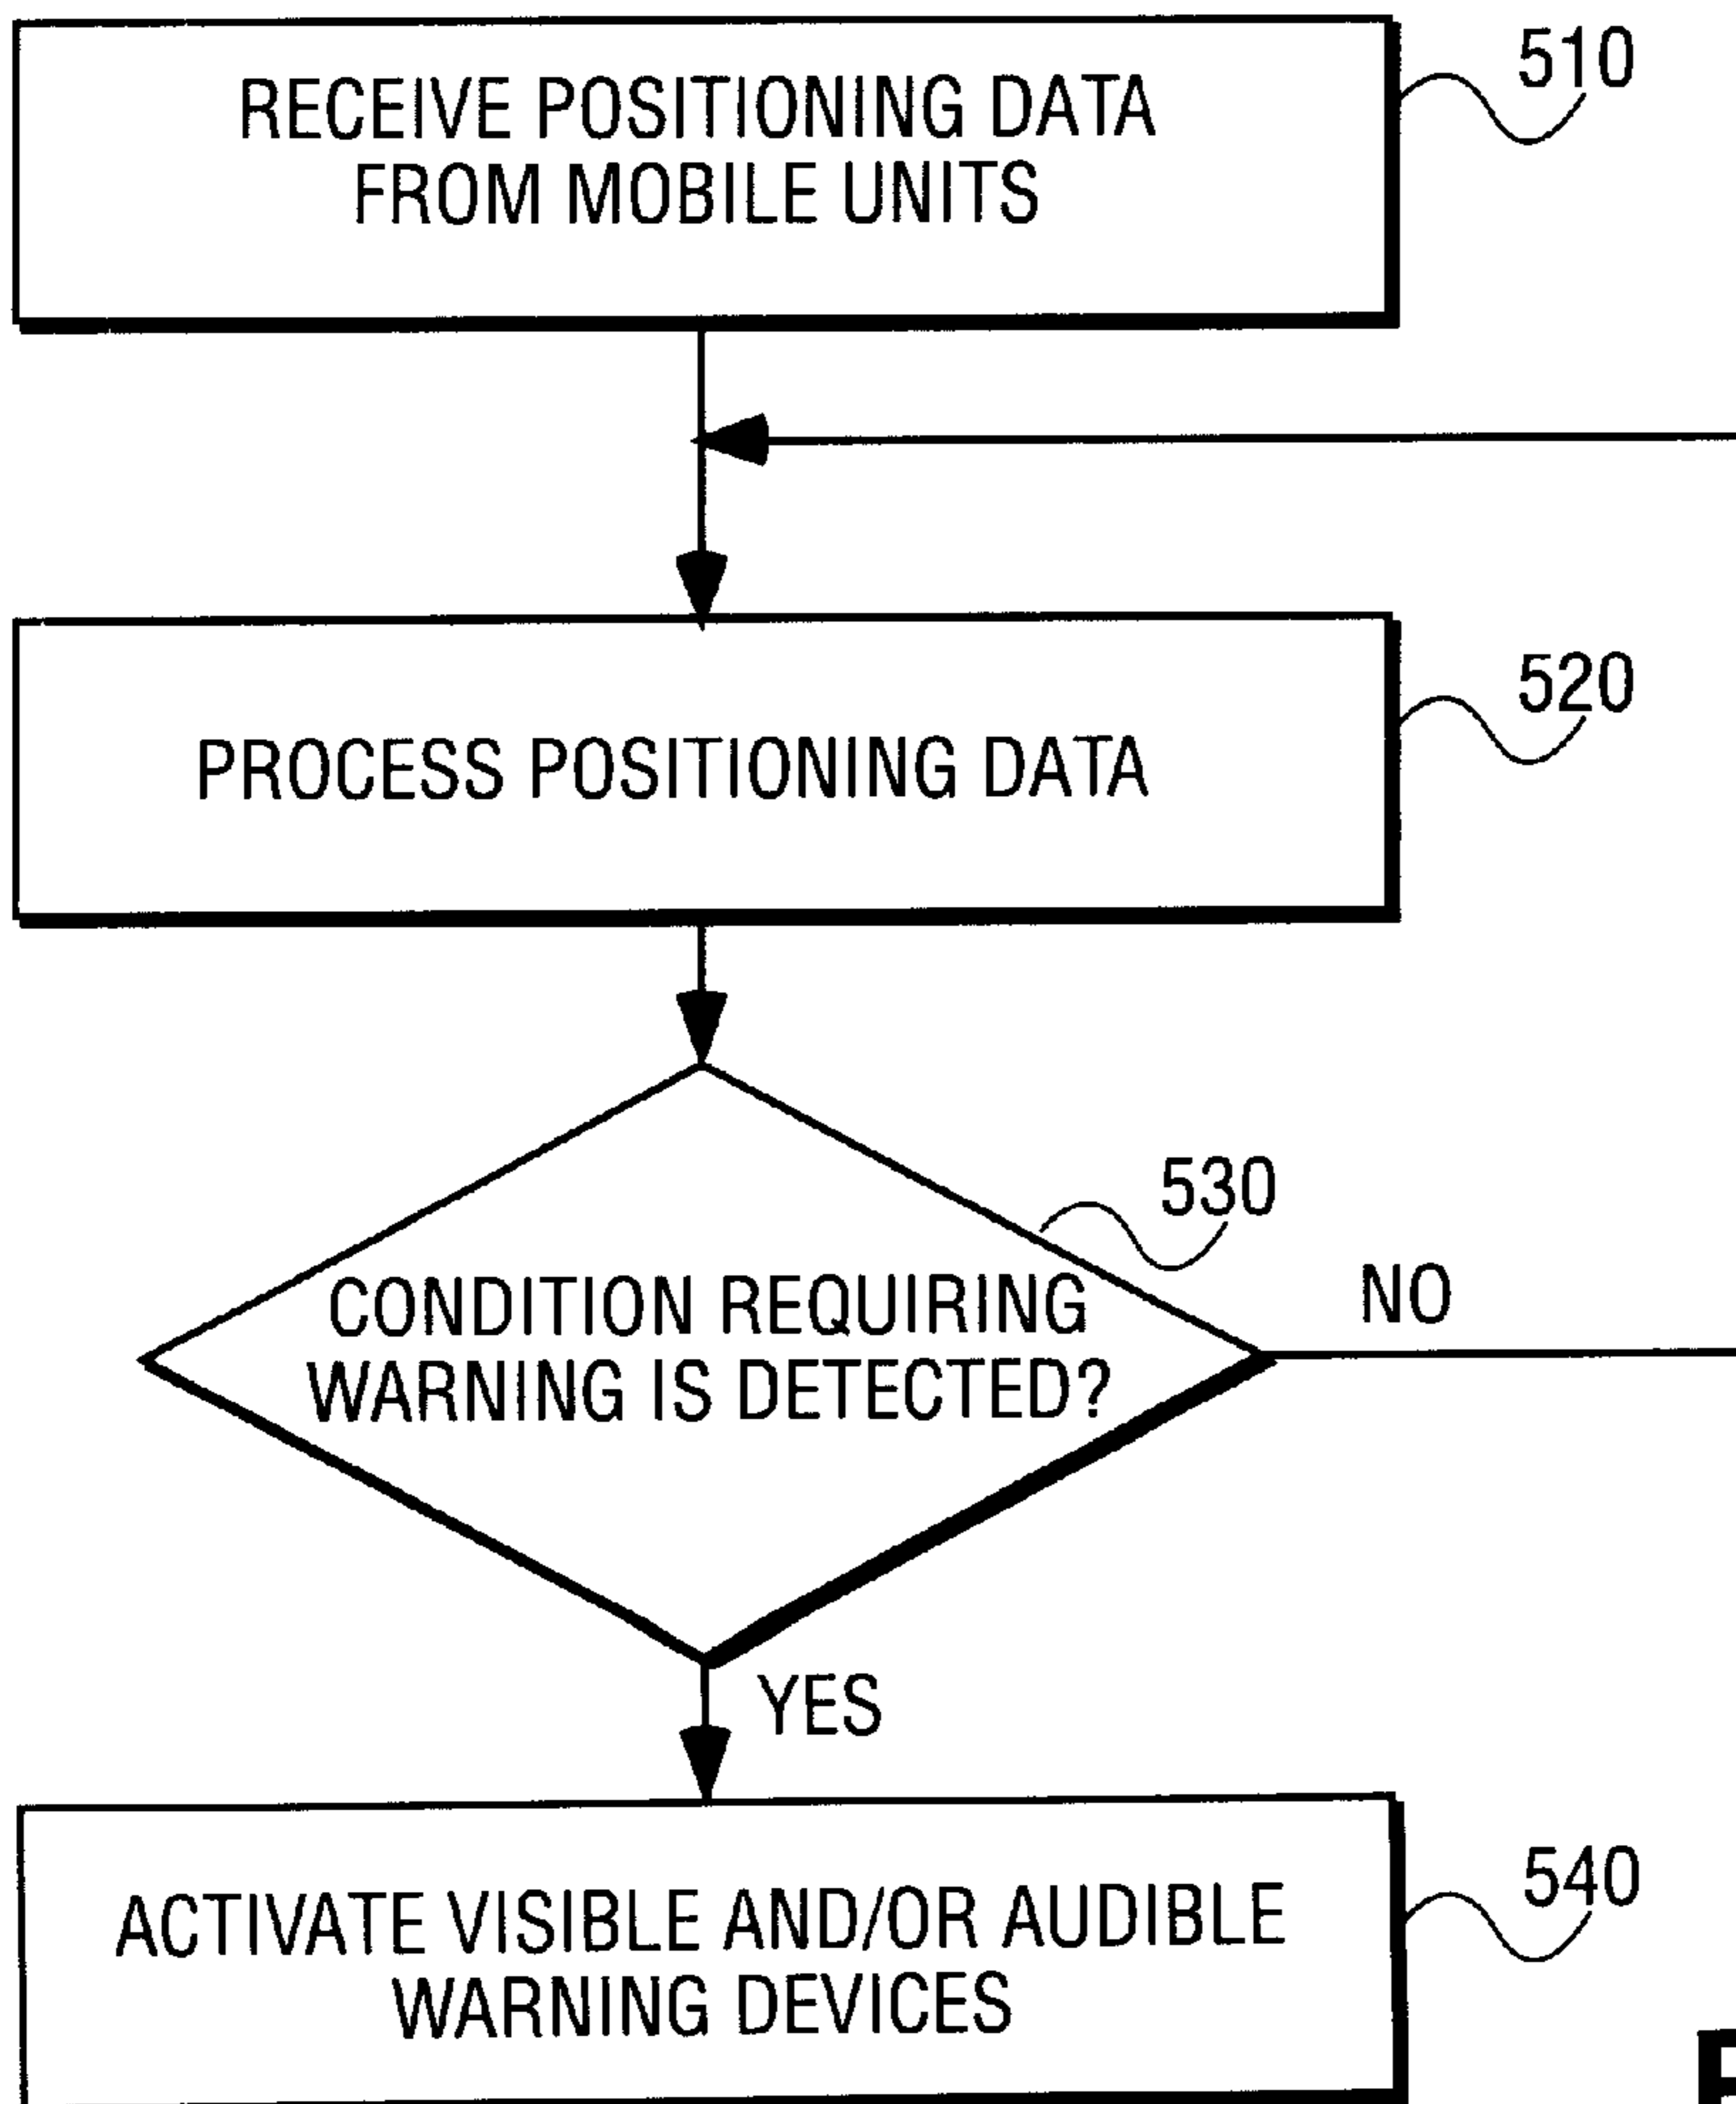 RECEIVE POSITIONING DATA
FROM MOBILE UNITS
510
PROCESS POSITIONING DATA
520
530
CONDITION REQUIRING
WARNING IS DETECTED?
NO
YES
ACTIVATE VISIBLE AND/OR AUDIBLE
WARNING DEVICES
540